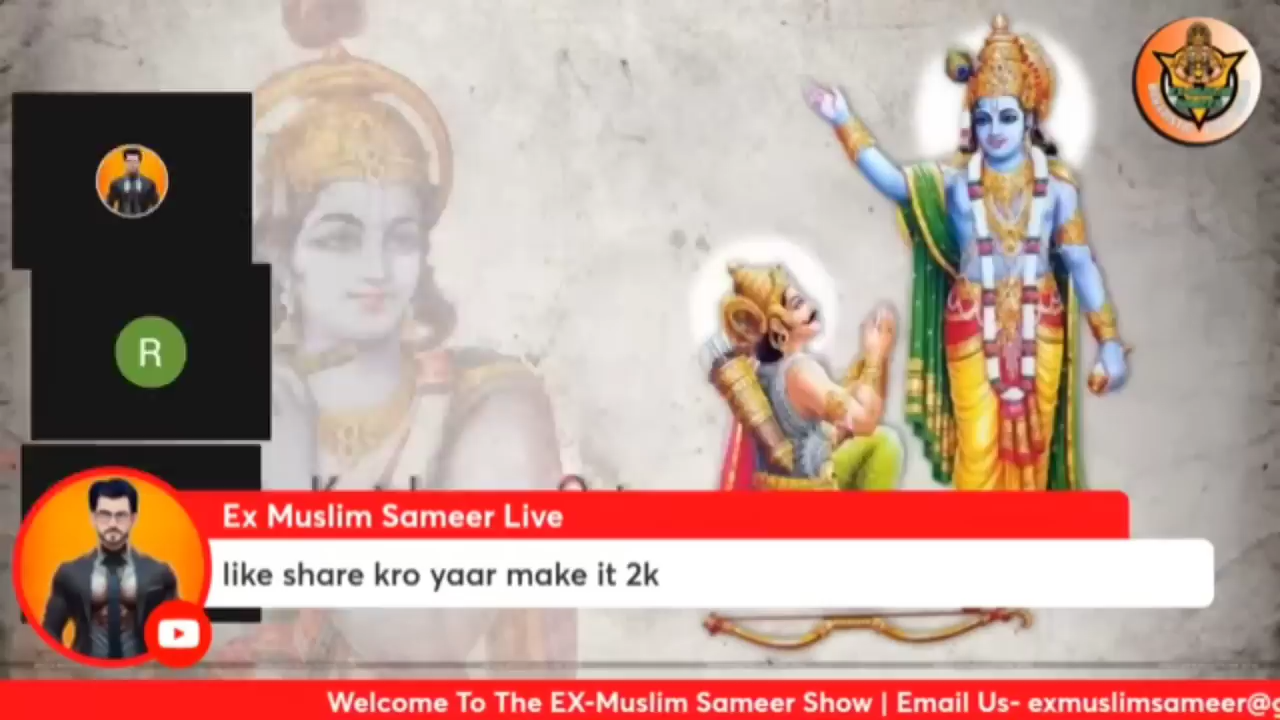 R
Ex Muslim Sameer Live
like share kro yaar make it 2k
Welcome To The EX-Muslim Sameer Show | Email Us- exmuslimsameer@g